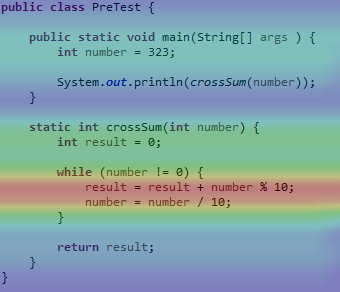 public class PreTest {
public static void main(String[] args ) {
int number = 323;
System.out.println(crossSum(number));
}
static int crossSum(int number) {
int result = 0;
while (number != 0) {
result = result + number % 10;
number = number / 10;
}
return result;
}
}